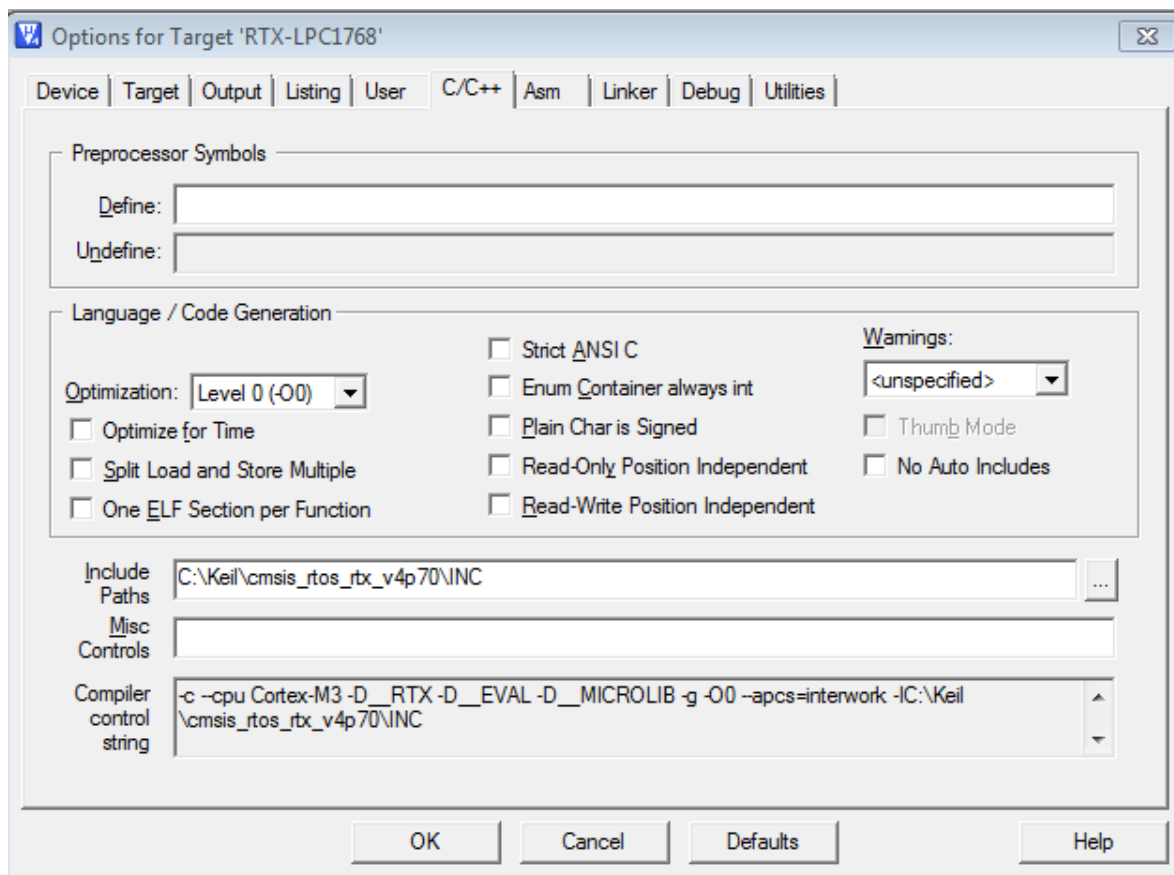 Options for Target 'RTX-LPC1768'
Device Target Output Listing User C/C++ Asm Linker Debug Utilities
Preprocessor Symbols
Define:
Undefine:
Language / Code Generation
Optimization: Level 0 (-O0)
Optimize for Time
Split Load and Store Multiple
One ELF Section per Function
Strict ANSI C
Enum Container always int
Plain Char is Signed
Read-Only Position Independent
Read-Write Position Independent
Warnings:
<unspecified>
Thumb Mode
No Auto Includes
Include
Paths
C:\Keil\cmsis_rtos_rtx_v4p70\INC
...
Misc
Controls
Compiler
control
string
-c --cpu Cortex-M3 -D__RTX -D__EVAL -D__MICROLIB -g -O0 --apcs=interwork -IC:\Keil
\cmsis_rtos_rtx_v4p70\INC
OK Cancel Defaults Help